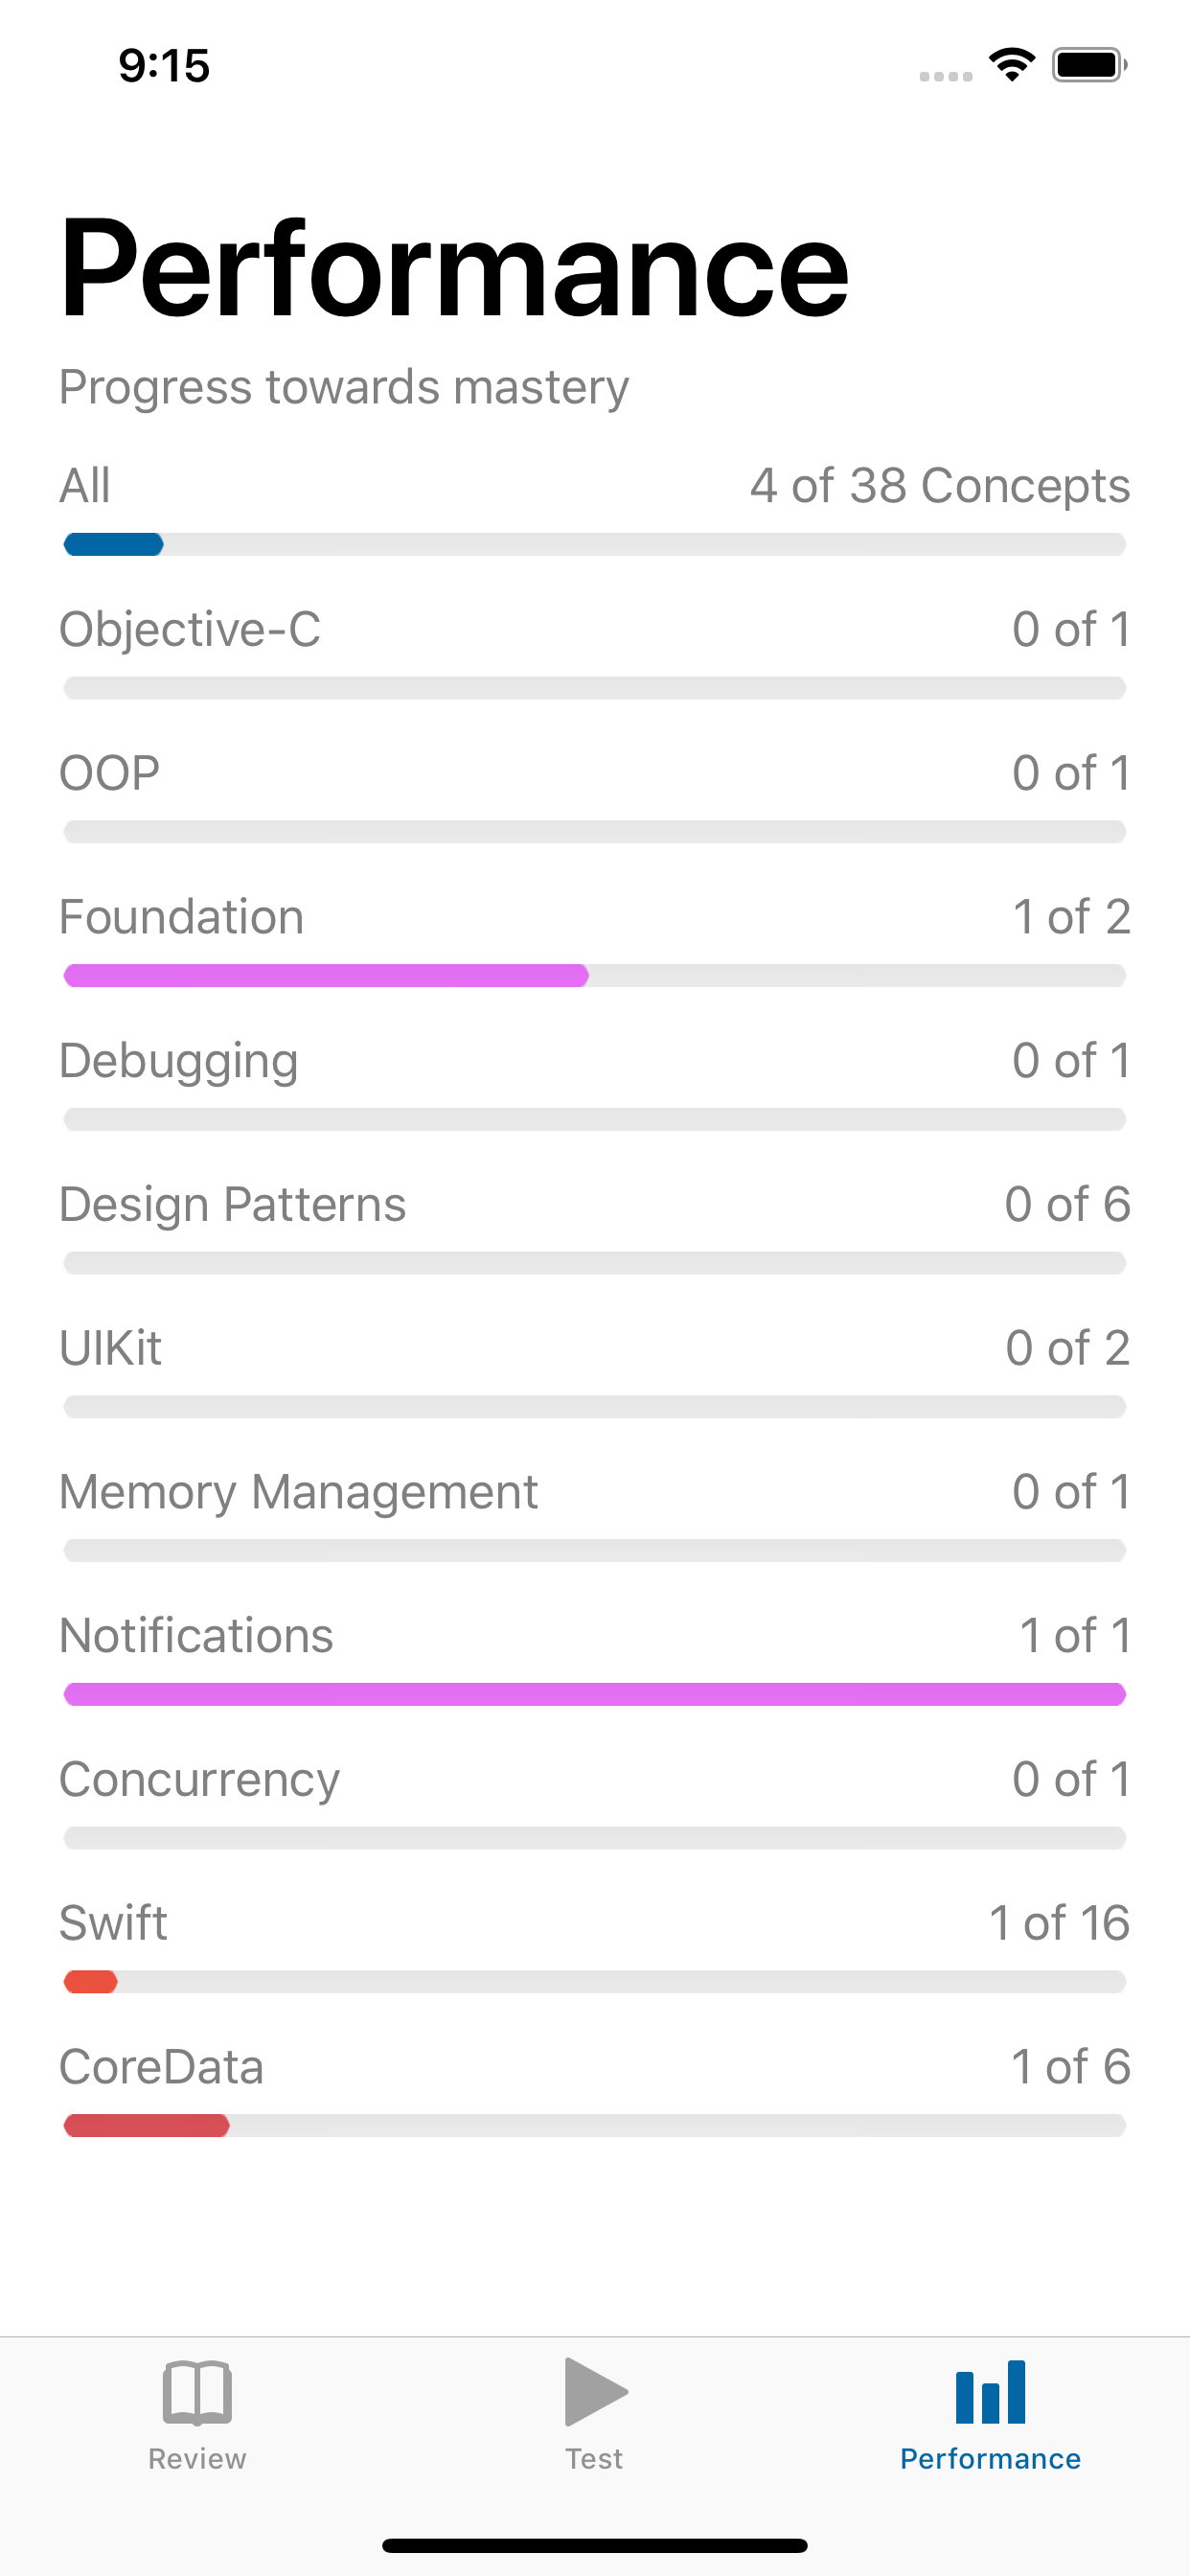 9:15
Performance
Progress towards mastery
All 4 of 38 Concepts
Objective-C 0 of 1
OOP 0 of 1
Foundation 1 of 2
Debugging 0 of 1
Design Patterns 0 of 6
UIKit 0 of 2
Memory Management 0 of 1
Notifications 1 of 1
Concurrency 0 of 1
Swift 1 of 16
CoreData 1 of 6
Review Test Performance